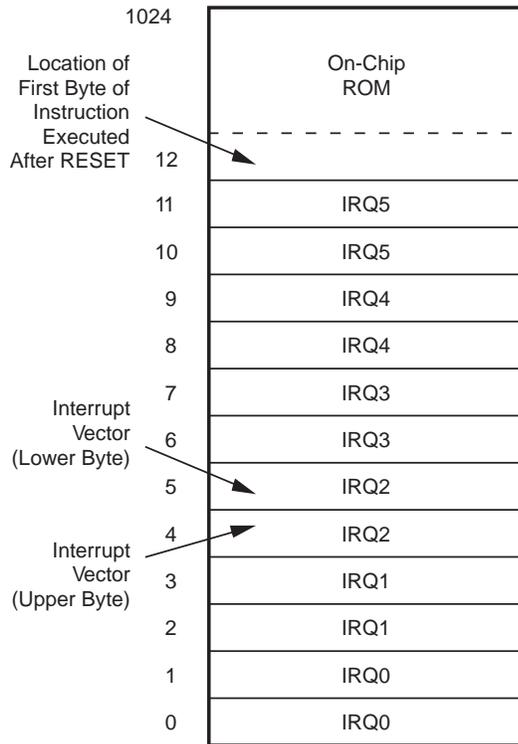 1024
Location of
First Byte of
Instruction
Executed
After RESET
On-Chip
ROM
12
11 IRQ5
10 IRQ5
9 IRQ4
8 IRQ4
7 IRQ3
6 IRQ3
Interrupt
Vector
(Lower Byte)
5 IRQ2
4 IRQ2
Interrupt
Vector
(Upper Byte)
3 IRQ1
2 IRQ1
1 IRQ0
0 IRQ0